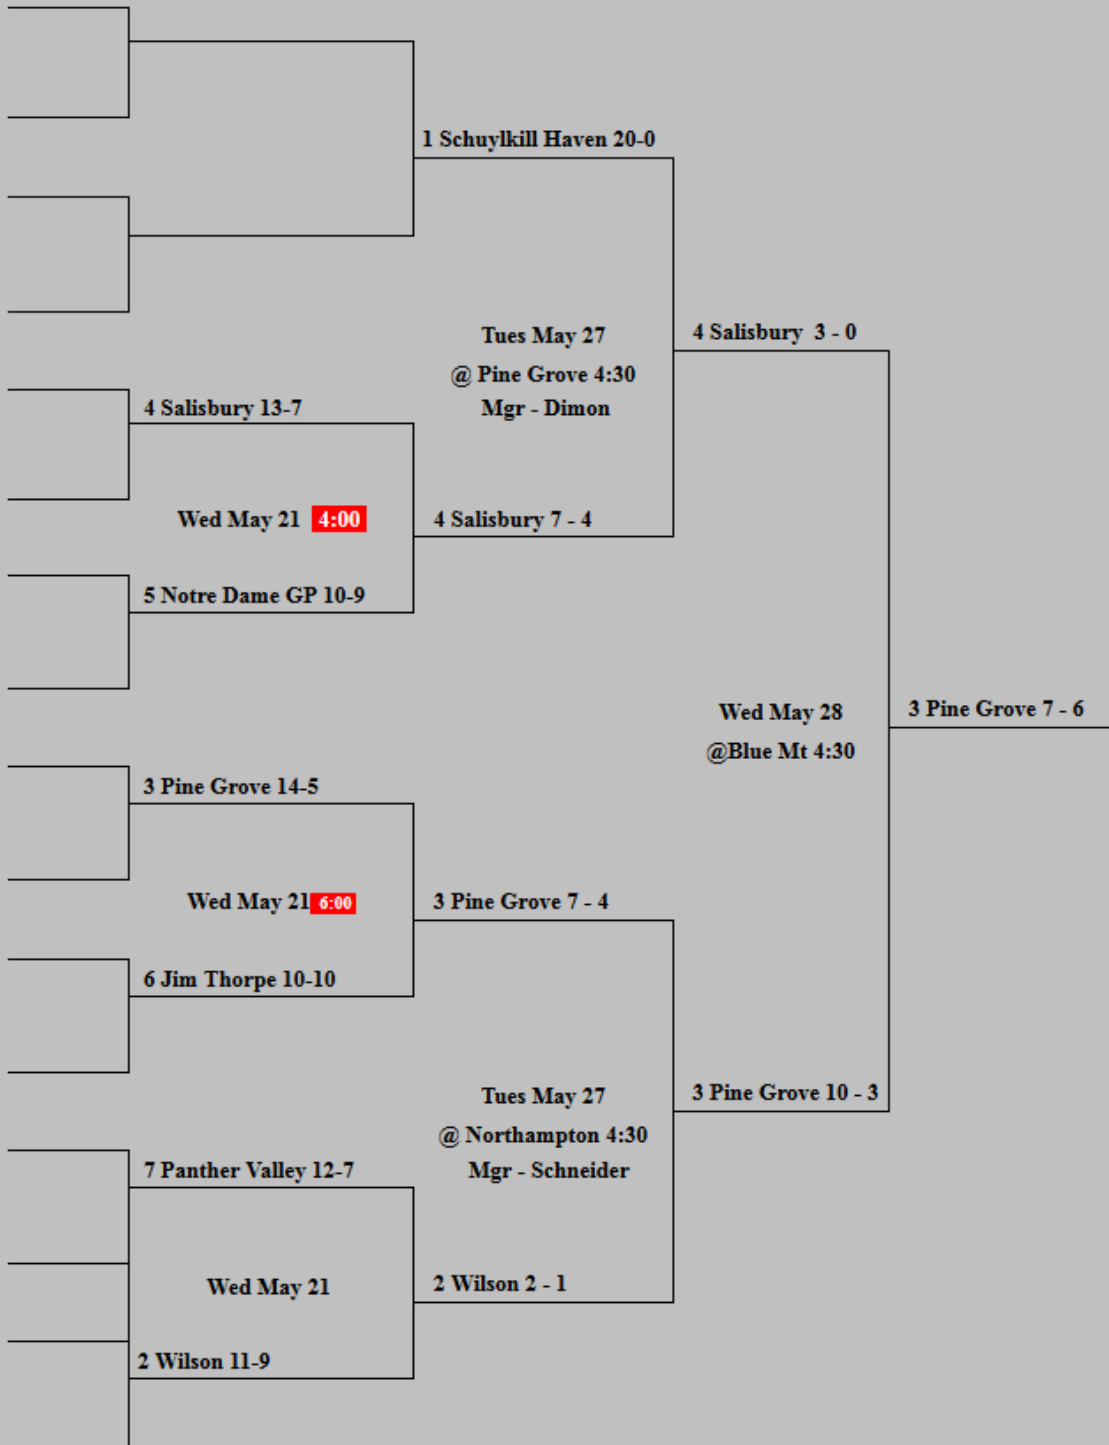 1 Schuylkill Haven 20-0
Tues May 27
@ Pine Grove 4:30
Mgr - Dimon
4 Salisbury 3 - 0
4 Salisbury 13-7
Wed May 21 4:00
4 Salisbury 7 - 4
5 Notre Dame GP 10-9
Wed May 28
@Blue Mt 4:30
3 Pine Grove 7 - 6
3 Pine Grove 14-5
Wed May 21 6:00
3 Pine Grove 7 - 4
6 Jim Thorpe 10-10
Tues May 27
@ Northampton 4:30
Mgr - Schneider
3 Pine Grove 10 - 3
7 Panther Valley 12-7
Wed May 21
2 Wilson 2 - 1
2 Wilson 11-9